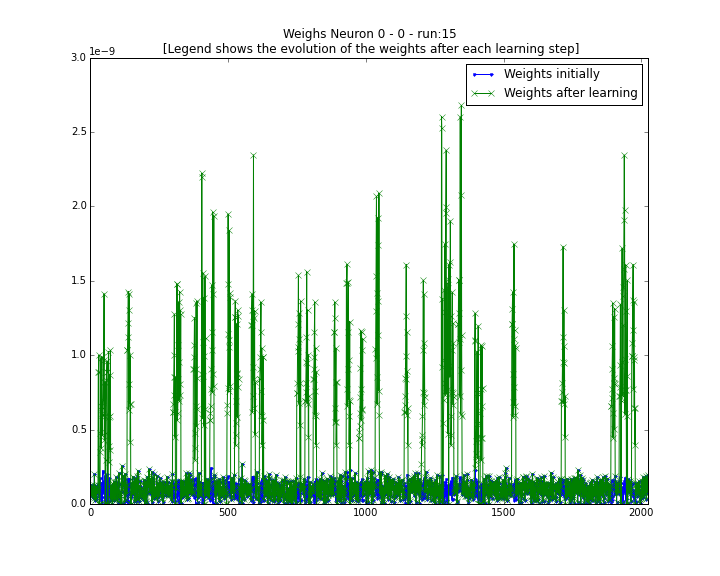 Weighs Neuron 0 - 0 - run:15
[Legend shows the evolution of the weights after each learning step]
1e−9
3.0
2.5
2.0
1.5
1.0
0.5
0.0
0
500
1000
1500
2000
Weights initially
Weights after learning